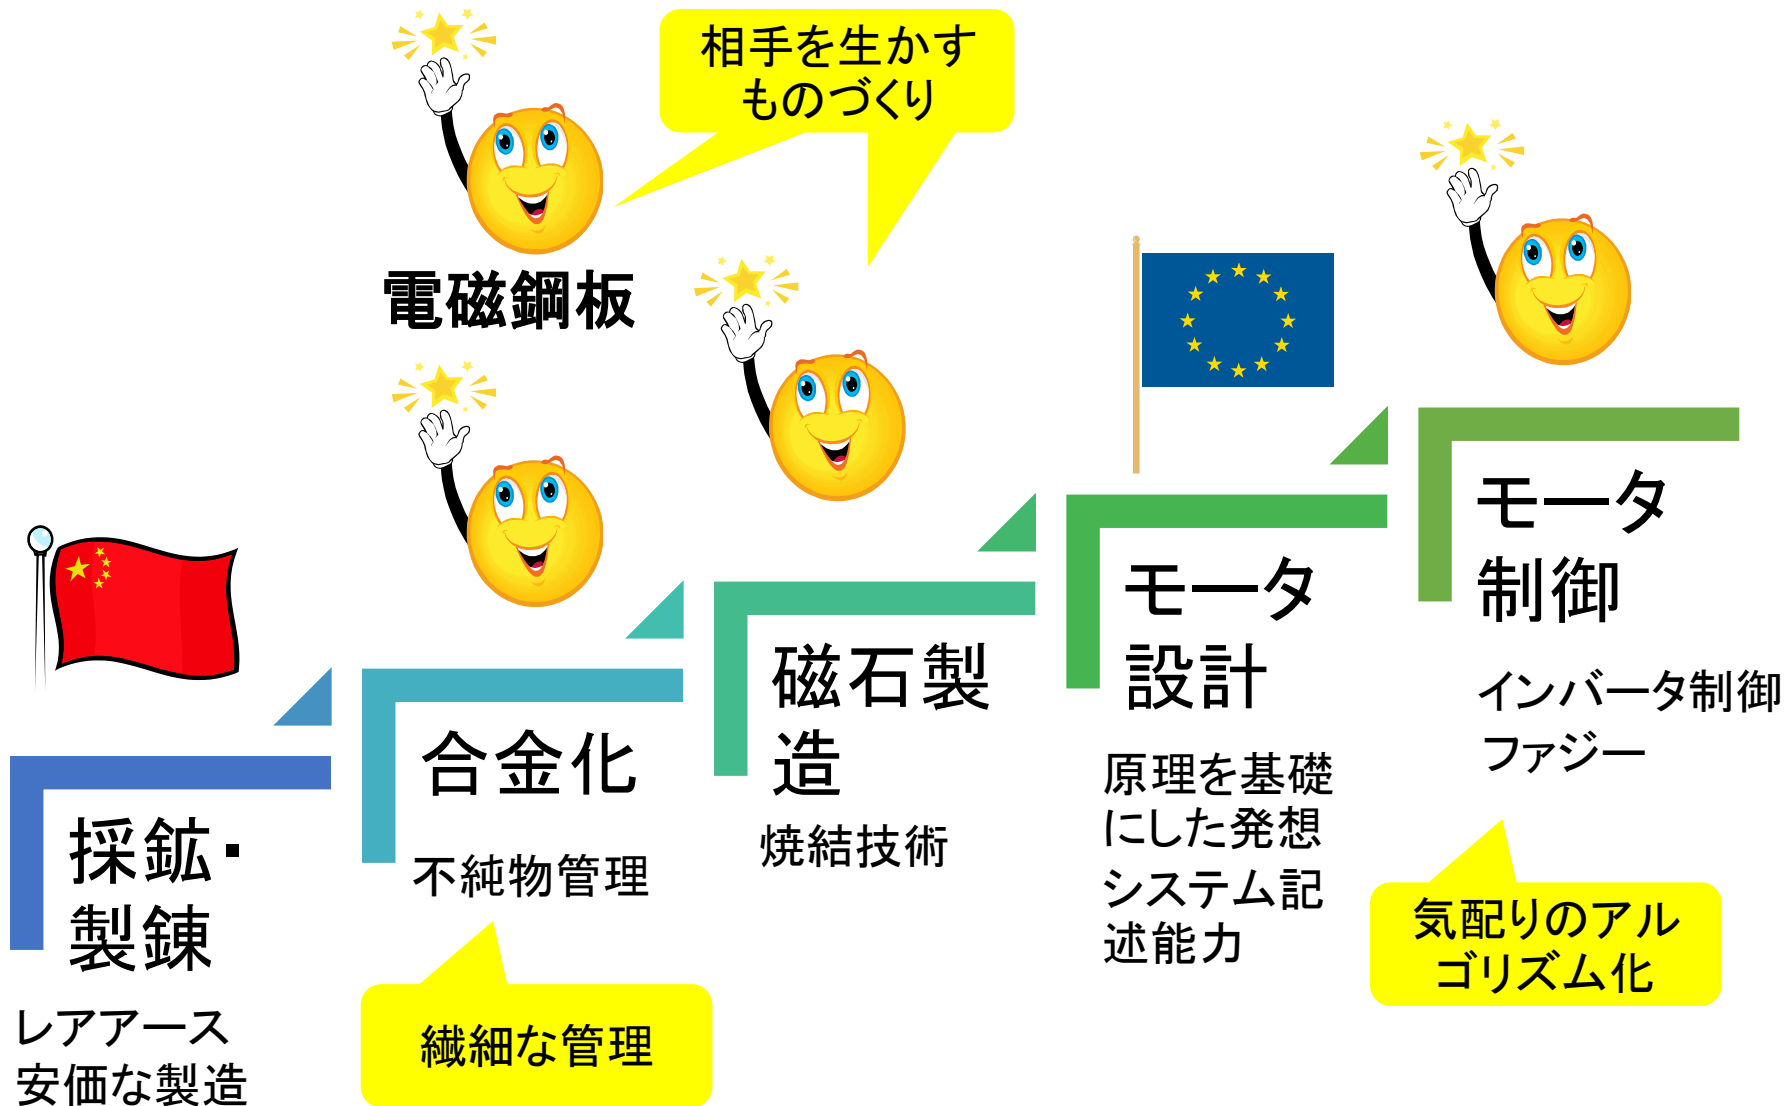 相手を生かす
ものづくり
電磁鋼板
採鉱・
製錬
レアアース
安価な製造
合金化
不純物管理
繊細な管理
磁石製
造
焼結技術
モータ
設計
原理を基礎
にした発想
システム記
述能力
モータ
制御
インバータ制御
ファジー
気配りのアル
ゴリズム化